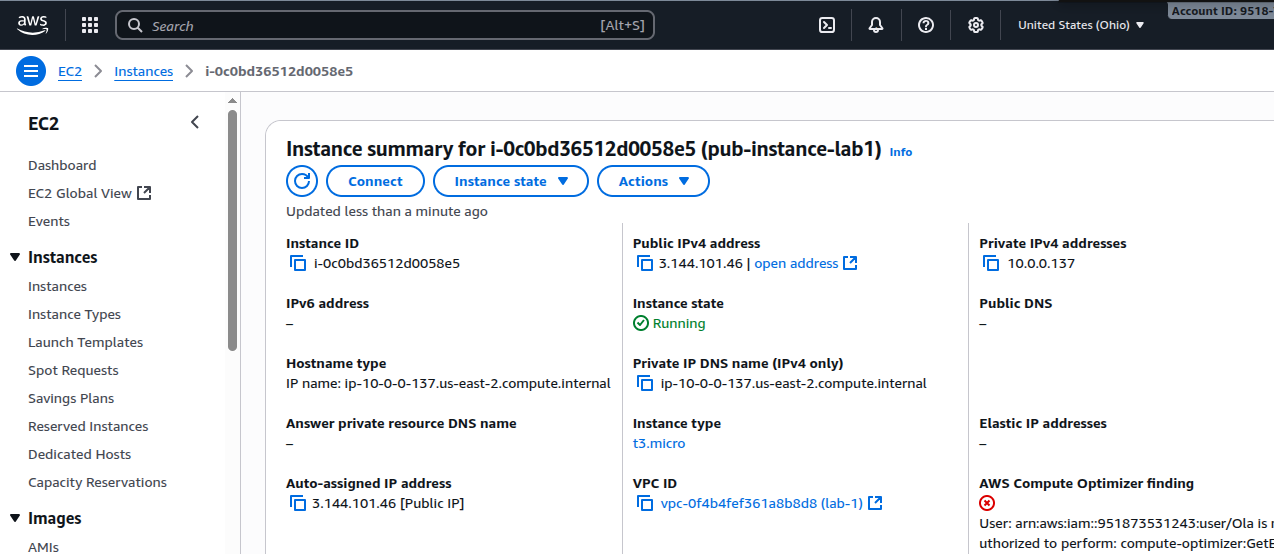 aws
Search [Alt+S]
United States (Ohio)
Account ID: 9518-
EC2 Instances i-0c0bd36512d0058e5
EC2
Dashboard
EC2 Global View
Events
Instances
Instances
Instance Types
Launch Templates
Spot Requests
Savings Plans
Reserved Instances
Dedicated Hosts
Capacity Reservations
Images
AMIs
Instance summary for i-0c0bd36512d0058e5 (pub-instance-lab1) Info
Connect Instance state Actions
Updated less than a minute ago
Instance ID
i-0c0bd36512d0058e5
IPv6 address
–
Hostname type
IP name: ip-10-0-0-137.us-east-2.compute.internal
Answer private resource DNS name
–
Auto-assigned IP address
3.144.101.46 [Public IP]
Public IPv4 address
3.144.101.46 | open address
Instance state
Running
Private IP DNS name (IPv4 only)
ip-10-0-0-137.us-east-2.compute.internal
Instance type
t3.micro
VPC ID
vpc-0f4b4fef361a8b8d8 (lab-1)
Private IPv4 addresses
10.0.0.137
Public DNS
–
Elastic IP addresses
–
AWS Compute Optimizer finding
User: arn:aws:iam::951873531243:user/Ola is
uthorized to perform: compute-optimizer:GetE